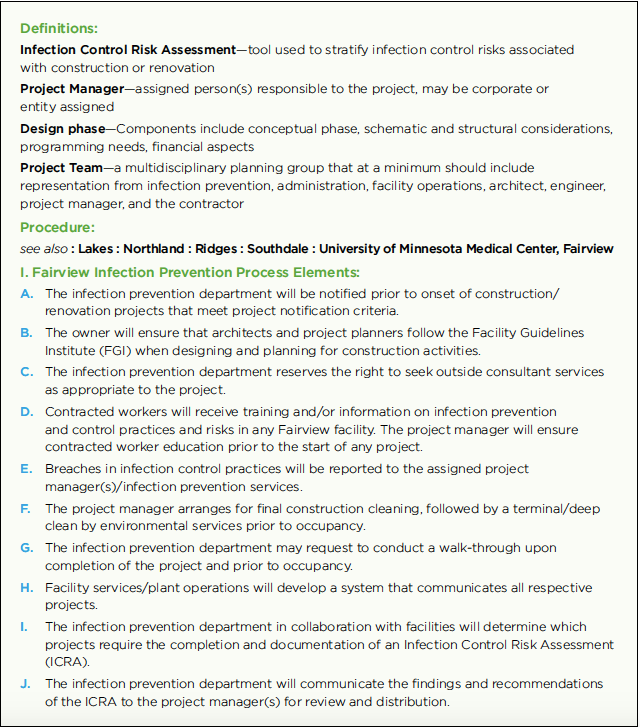 Definitions:
Infection Control Risk Assessment—tool used to stratify infection control risks associated
with construction or renovation
Project Manager—assigned person(s) responsible to the project, may be corporate or
entity assigned
Design phase—Components include conceptual phase, schematic and structural considerations,
programming needs, financial aspects
Project Team—a multidisciplinary planning group that at a minimum should include
representation from infection prevention, administration, facility operations, architect, engineer,
project manager, and the contractor
Procedure:
see also : Lakes : Northland : Ridges : Southdale : University of Minnesota Medical Center, Fairview
I. Fairview Infection Prevention Process Elements:
A. The infection prevention department will be notified prior to onset of construction/
renovation projects that meet project notification criteria.
B. The owner will ensure that architects and project planners follow the Facility Guidelines
Institute (FGI) when designing and planning for construction activities.
C. The infection prevention department reserves the right to seek outside consultant services
as appropriate to the project.
D. Contracted workers will receive training and/or information on infection prevention
and control practices and risks in any Fairview facility. The project manager will ensure
contracted worker education prior to the start of any project.
E. Breaches in infection control practices will be reported to the assigned project
manager(s)/infection prevention services.
F. The project manager arranges for final construction cleaning, followed by a terminal/deep
clean by environmental services prior to occupancy.
G. The infection prevention department may request to conduct a walk-through upon
completion of the project and prior to occupancy.
H. Facility services/plant operations will develop a system that communicates all respective
projects.
I. The infection prevention department in collaboration with facilities will determine which
projects require the completion and documentation of an Infection Control Risk Assessment
(ICRA).
J. The infection prevention department will communicate the findings and recommendations
of the ICRA to the project manager(s) for review and distribution.